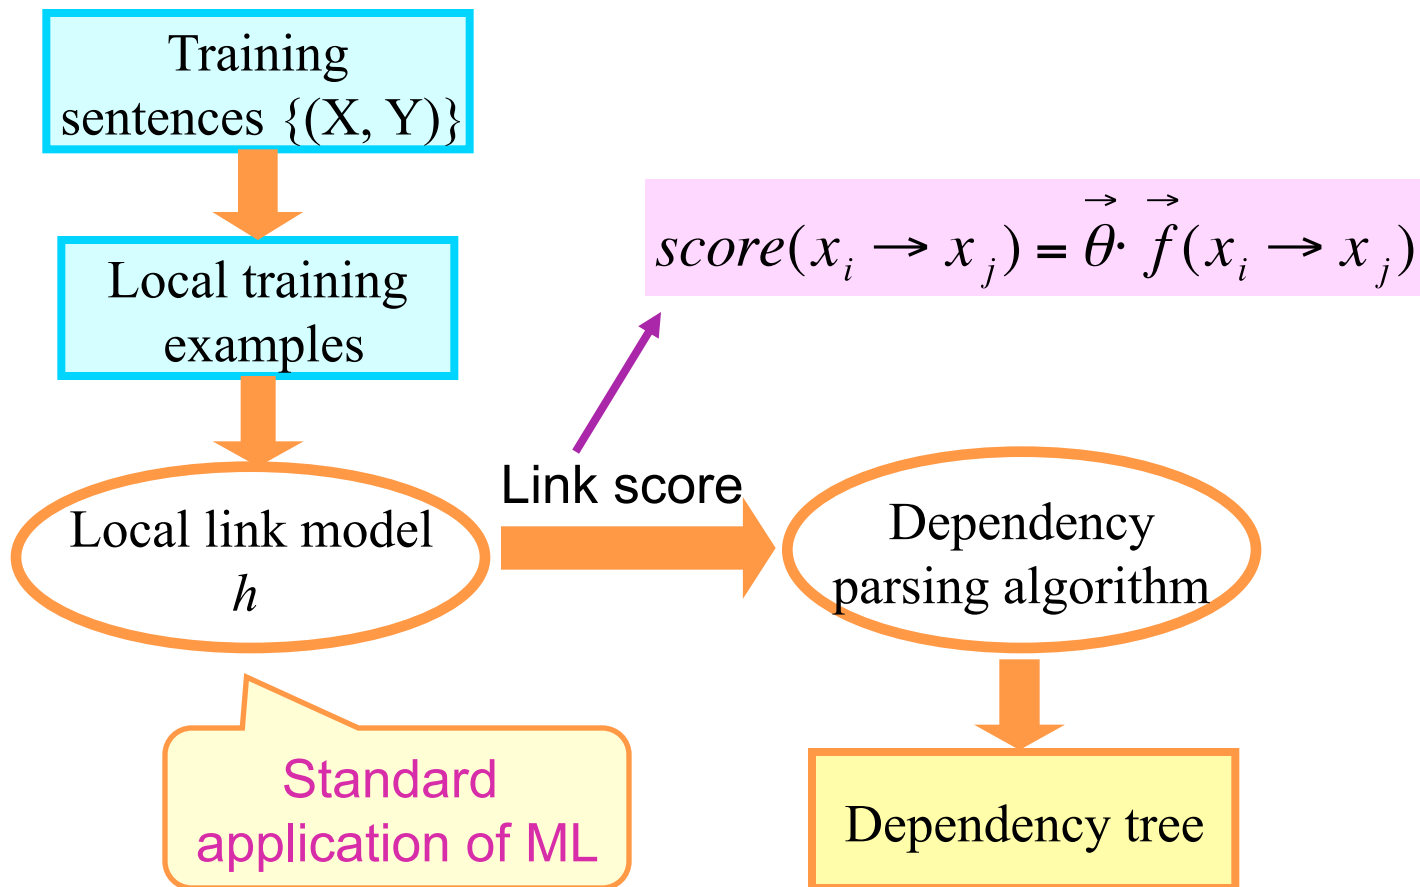 Training
sentences {(X, Y)}
Local training
examples
score(xᵢ → xⱼ) = θ⃗· f⃗(xᵢ → xⱼ)
Link score
Local link model
h
Dependency
parsing algorithm
Standard
application of ML
Dependency tree